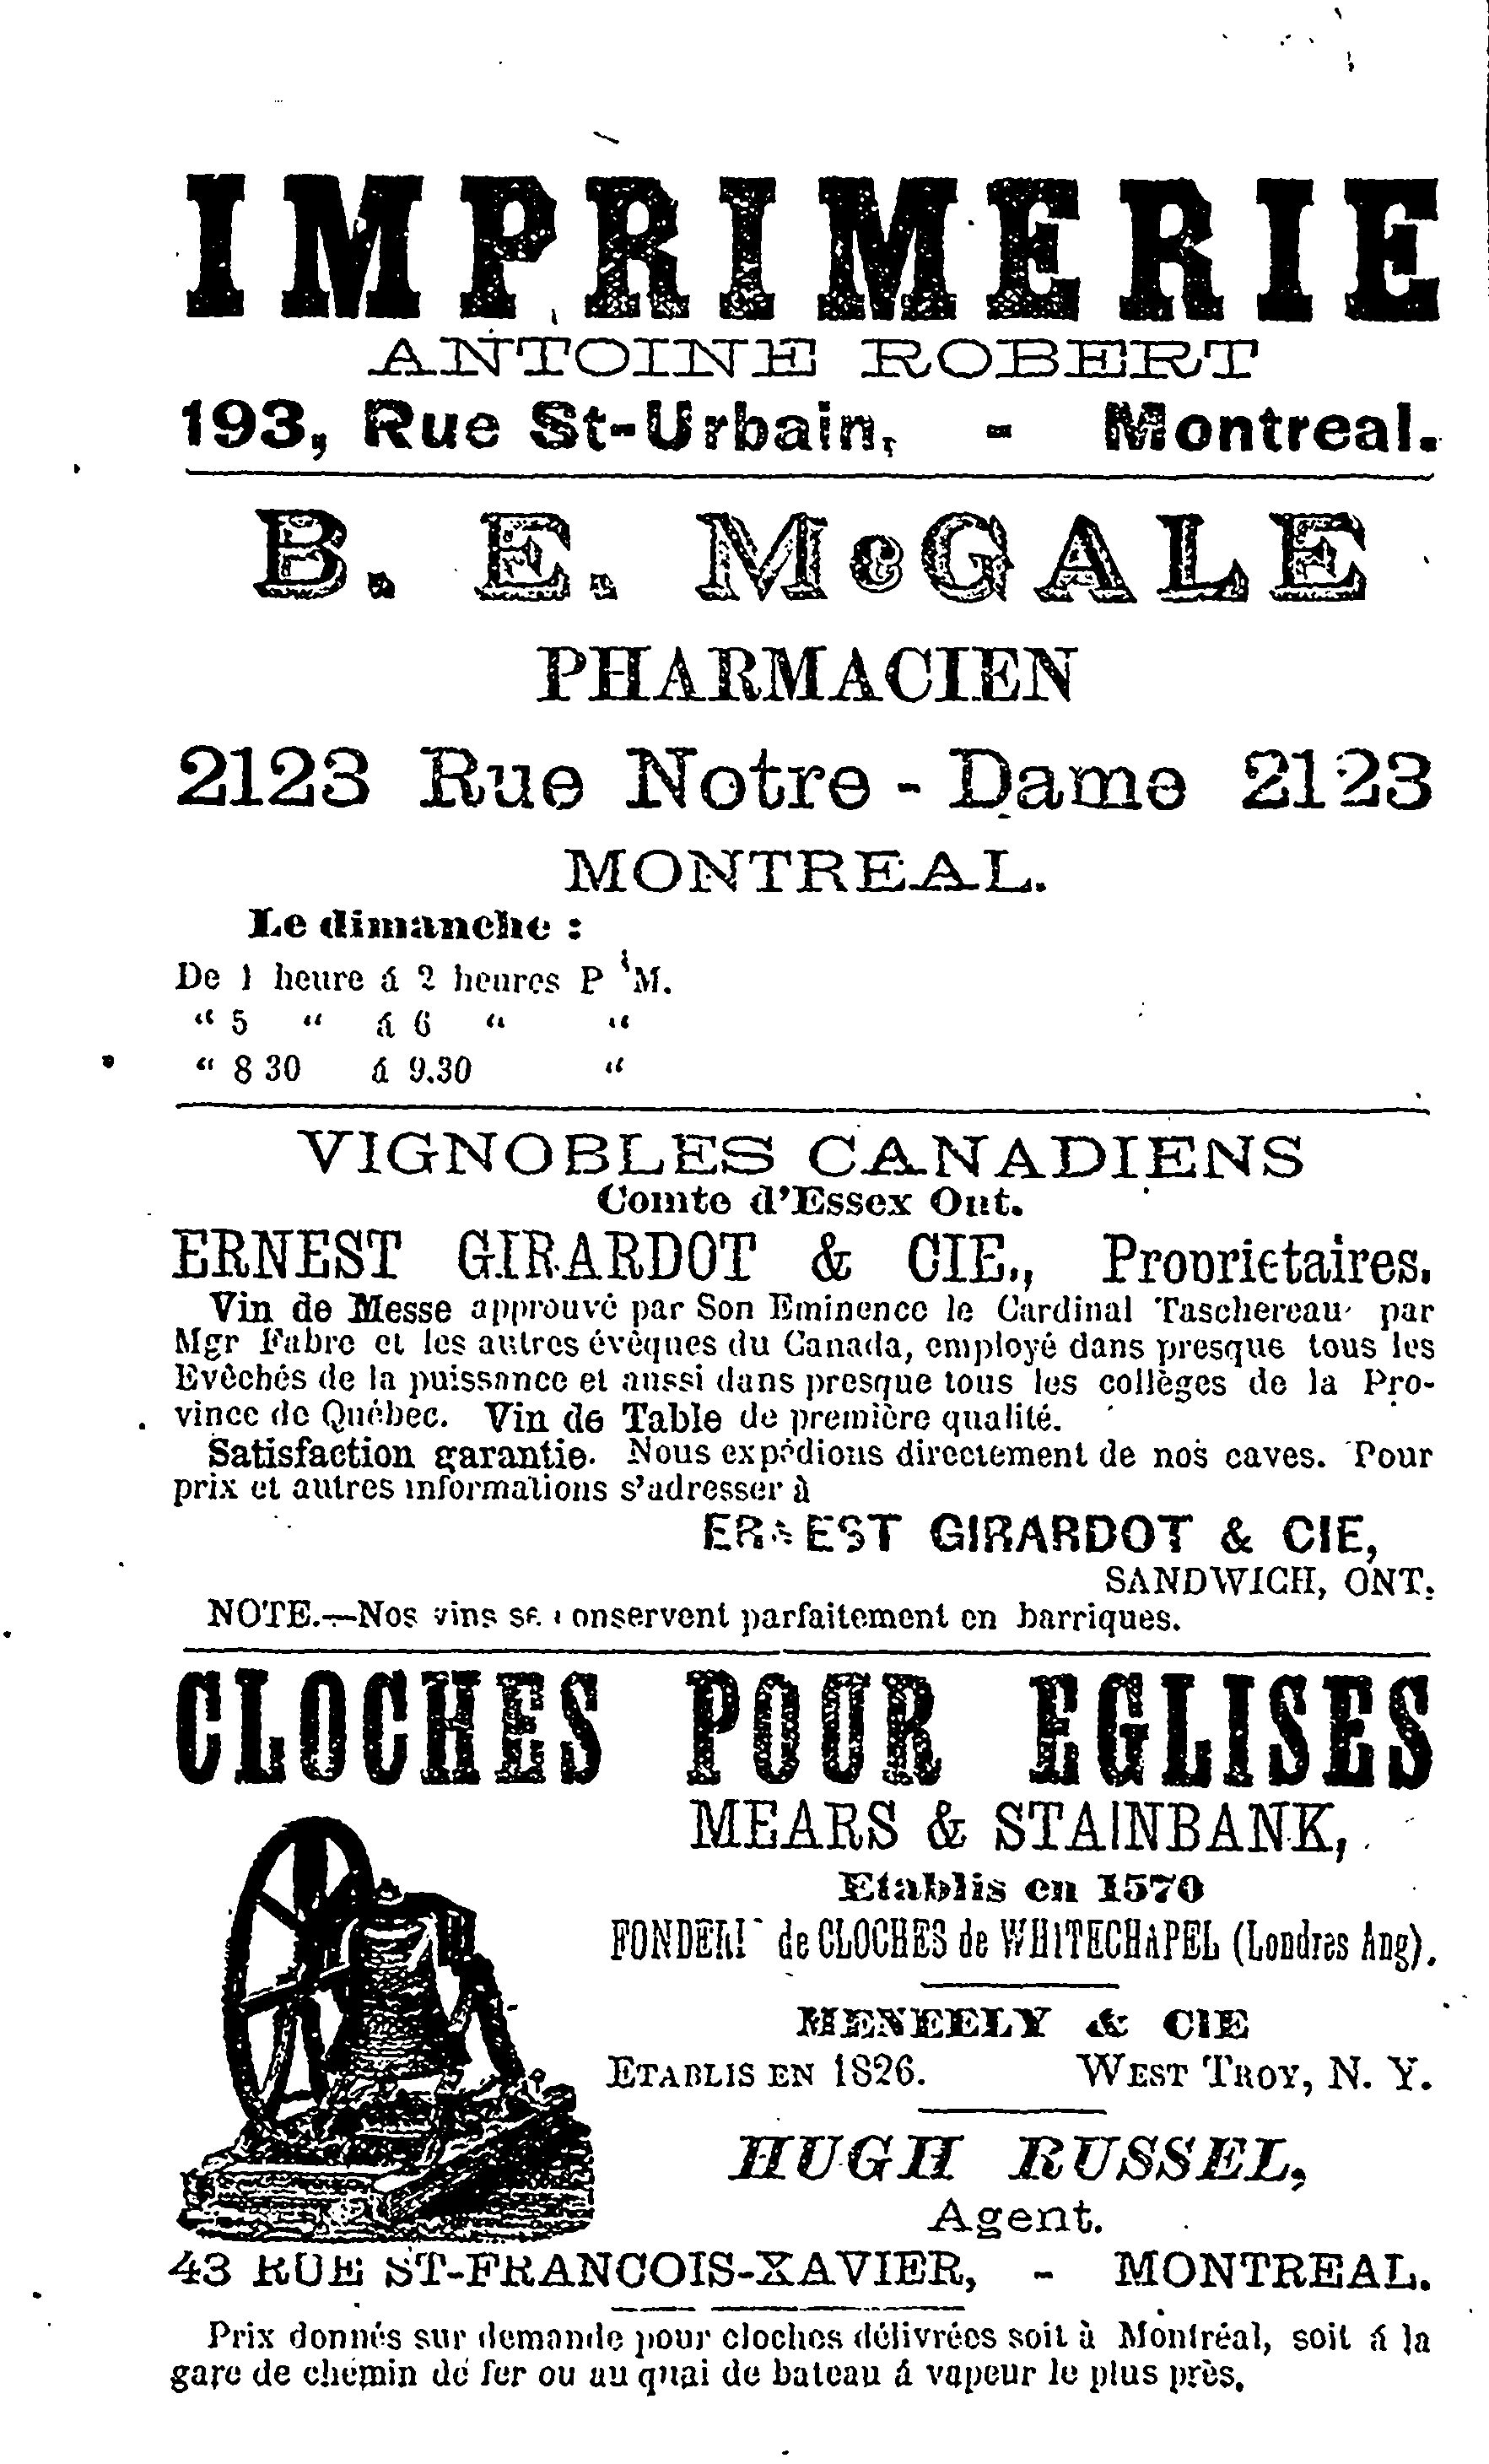 IMPRIMERIE
ANTOINE ROBERT
193, Rue St-Urbain, - Montreal.
B. E. McGALE
PHARMACIEN
2123 Rue Notre-Dame 2123
MONTREAL.
Le dimanche :
De 1 heure á 2 heures P M.
“ 5 “ á 6 “ “
“ 8 30 á 9.30 “
VIGNOBLES CANADIENS
Comte d'Essex Ont.
ERNEST GIRARDOT & CIE., Proprietaires.
Vin de Messe approuvé par Son Eminence le Cardinal Taschereau par
Mgr Fabre et les autres évêques du Canada, employé dans presque tous les
Evêchés de la puissance et aussi dans presque tous les collèges de la Pro-
vince de Québec. Vin de Table de première qualité.
Satisfaction garantie. Nous expédions directement de nos caves. Pour
prix et autres informations s'adresser à
ERNEST GIRARDOT & CIE,
SANDWICH, ONT.
NOTE.—Nos vins se conservent parfaitement en barriques.
CLOCHES POUR EGLISES
MEARS & STAINBANK,
Etablis en 1570
FONDERIE de CLOCHES de WHITECHAPEL (Londres Ang).
MENEELY & CIE
ETABLIS EN 1826. WEST TROY, N. Y.
HUGH RUSSEL,
Agent.
43 RUE ST-FRANCOIS-XAVIER, - MONTREAL.
Prix donnés sur demande pour cloches délivrées soit à Montréal, soit á la
gare de chemin de fer ou au quai de bateau á vapeur le plus près.